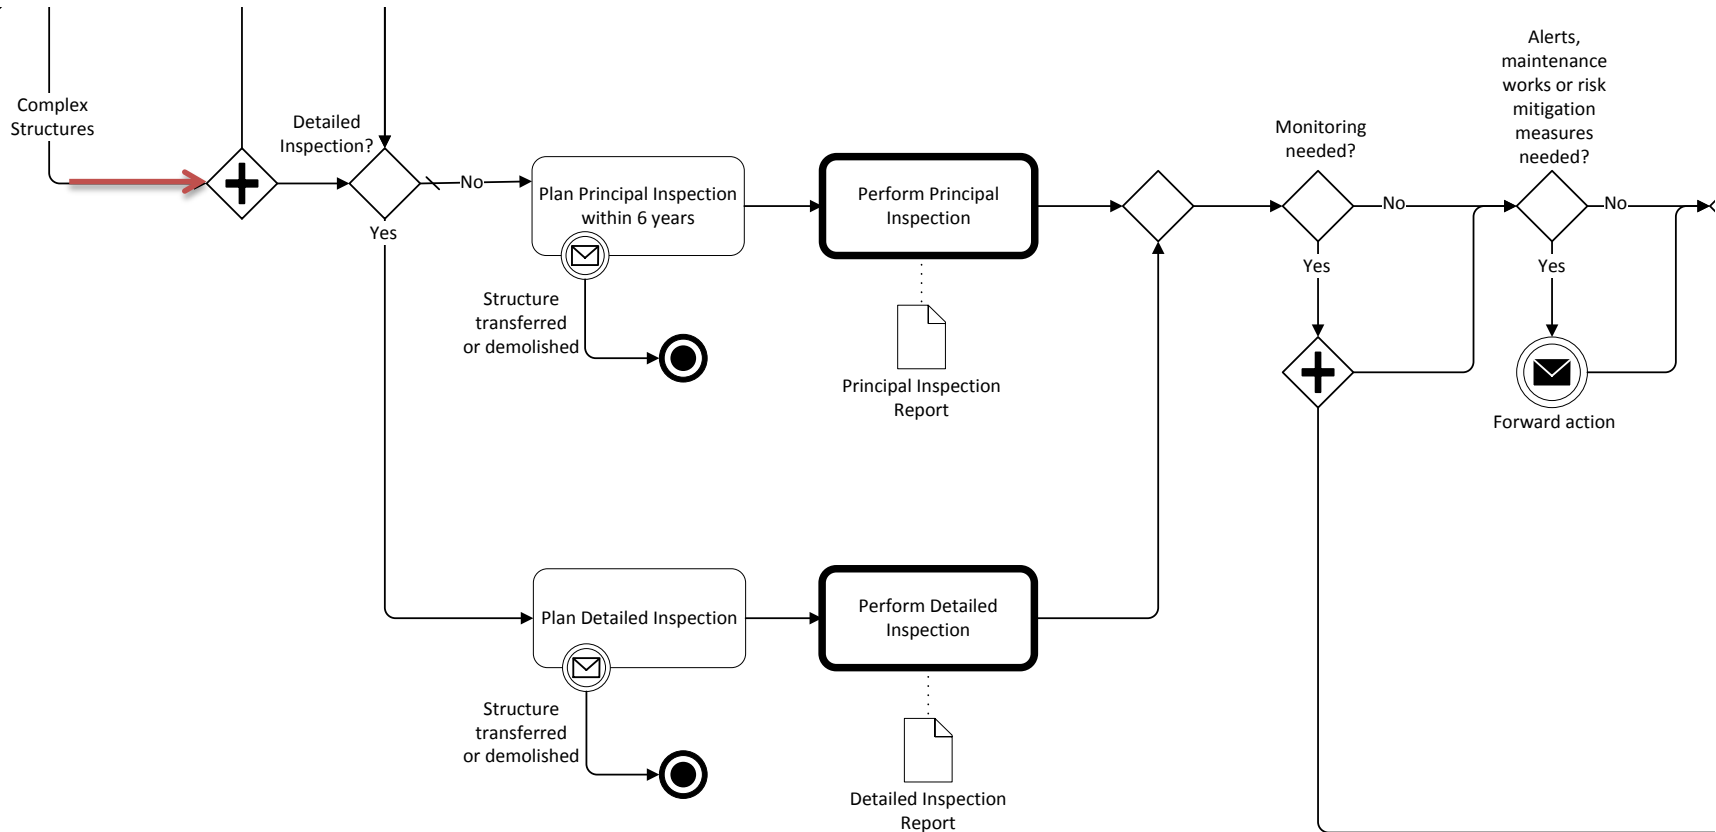 Complex
Structures
Detailed
Inspection?
No
Yes
Plan Principal Inspection
within 6 years
Structure
transferred
or demolished
Perform Principal
Inspection
Principal Inspection
Report
Plan Detailed Inspection
Structure
transferred
or demolished
Perform Detailed
Inspection
Detailed Inspection
Report
Monitoring
needed?
No
Yes
Alerts,
maintenance
works or risk
mitigation
measures
needed?
No
Yes
Forward action